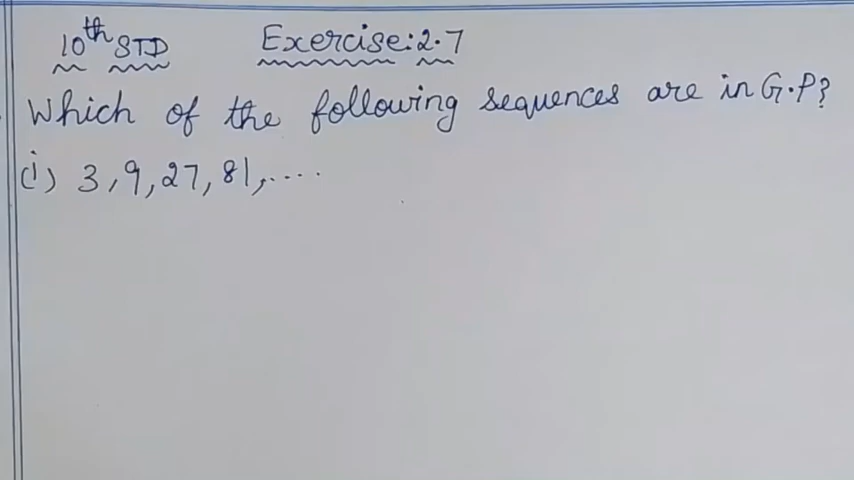 10th STD Exercise: 2.7
Which of the following sequences are in G.P?
(i) 3, 9, 27, 81, ....